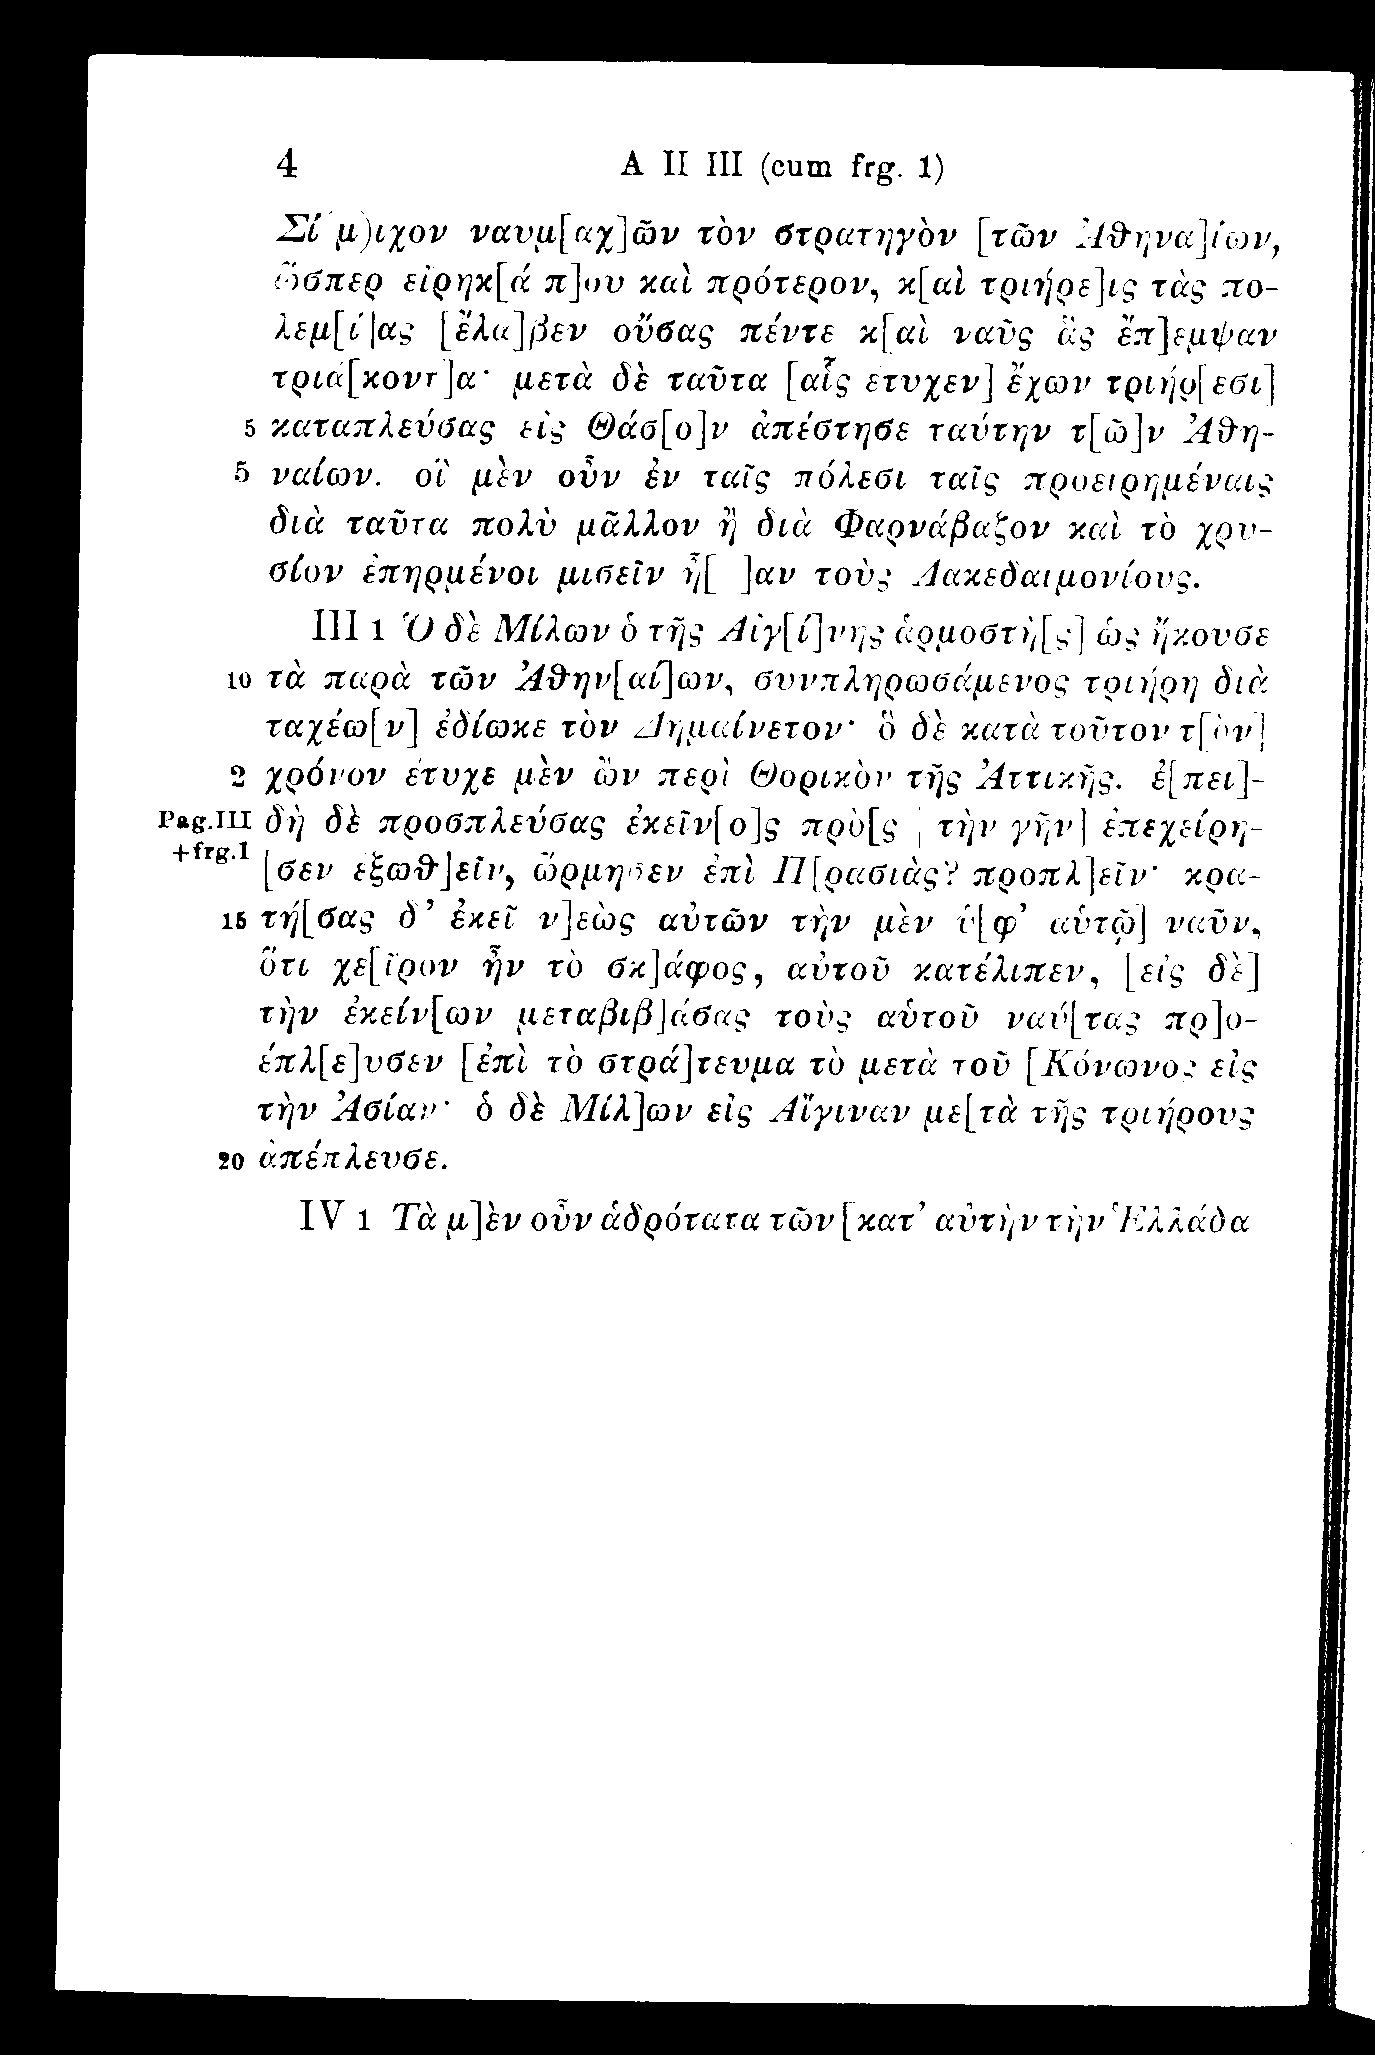 4 A II III (cum frg. 1)
Σί(μ)ιχον ναυμ[αχ]ῶν τὸν στρατηγὸν [τῶν Ἀθηνα]ίων,
ὥσπερ εἰρηκ[ά π]ου καὶ πρότερον, κ[αὶ τριήρε]ις τὰς πο-
λεμ[ί]ας [ἔλα]βεν οὔσας πέντε κ[αὶ ναῦς ἃς ἔπ]εμψαν
τριά[κοντ]α· μετὰ δὲ ταῦτα [αἷς ἔτυχεν] ἔχων τριήρ[εσι]
5 καταπλεύσας εἰς Θάσ[ο]ν ἀπέστησε ταύτην τ[ῶ]ν Ἀθη-
5 ναίων. οἳ μὲν οὖν ἐν ταῖς πόλεσι ταῖς προειρημέναις
διὰ ταῦτα πολὺ μᾶλλον ἢ διὰ Φαρνάβαζον καὶ τὸ χρυ-
σίον ἐπηρμένοι μισεῖν ἦ[ ]αν τοὺς Λακεδαιμονίους.
III 1 Ὁ δὲ Μίλων ὁ τῆς Αἰγ[ί]νης ἁρμοστὴ[ς] ὡς ἤκουσε
10 τὰ παρὰ τῶν Ἀθην[αί]ων, συνπληρωσάμενος τριήρη διὰ
ταχέω[ν] ἐδίωκε τὸν Δημαίνετον· ὃ δὲ κατὰ τοῦτον τ[ὸν]
2 χρόνον ἔτυχε μὲν ὢν περὶ Θορικὸν τῆς Ἀττικῆς. ἐ[πει]-
Pag.III δὴ δὲ προσπλεύσας ἐκεῖν[ο]ς πρὸ[ς | τὴν γῆν] ἐπεχείρη-
+frg.1 [σεν ἐξωθ]εῖν, ὥρμησεν ἐπὶ Π[ρασιὰς? προπλ]εῖν· κρα-
15 τή[σας δ’ ἐκεῖ ν]εὼς αὐτῶν τὴν μὲν ὑ[φ’ αὑτῷ] ναῦν,
ὅτι χε[ῖρον ἦν τὸ σκ]άφος, αὐτοῦ κατέλιπεν, [εἰς δὲ]
τὴν ἐκείν[ων μεταβιβ]άσας τοὺς αὑτοῦ ναύ[τας πρ]ο-
έπλ[ε]υσεν [ἐπὶ τὸ στρά]τευμα τὸ μετὰ τοῦ [Κόνωνος εἰς
τὴν Ἀσίαν· ὁ δὲ Μίλ]ων εἰς Αἴγιναν με[τὰ τῆς τριήρους
20 ἀπέπλευσε.
IV 1 Τὰ μ]ὲν οὖν ἁδρότατα τῶν [κατ’ αὐτὴν τὴν Ἑλλάδα